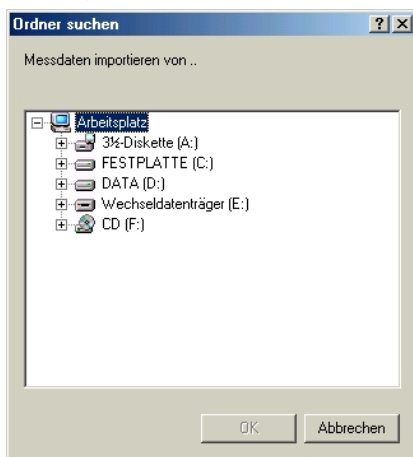 Ordner suchen
Messdaten importieren von ..
Arbeitsplatz
3½-Diskette (A:)
FESTPLATTE (C:)
DATA (D:)
Wechseldatenträger (E:)
CD (F:)
OK Abbrechen